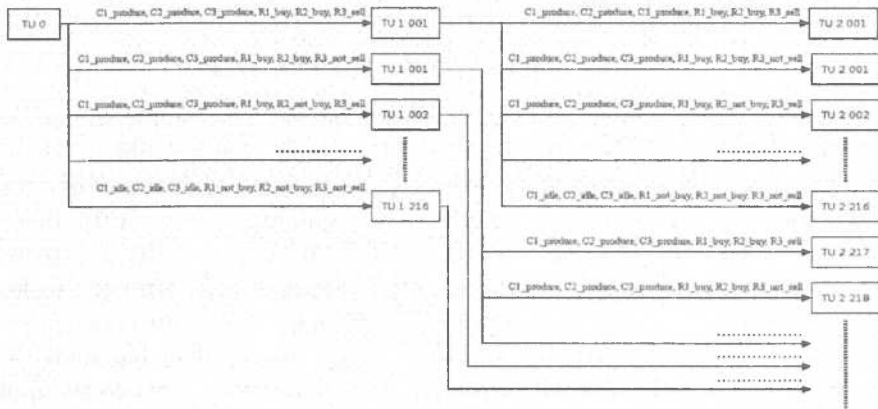 TU 0
C1_produce, C2_produce, C3_produce, R1_buy, R2_buy, R3_sell
TU 1 001
C1_produce, C2_produce, C3_produce, R1_buy, R2_buy, R3_sell
TU 2 001
C1_produce, C2_produce, C3_produce, R1_buy, R2_buy, R3_not_sell
TU 1 001
C1_produce, C2_produce, C3_produce, R1_buy, R2_buy, R3_not_sell
TU 2 001
C1_produce, C2_produce, C3_produce, R1_buy, R2_not_buy, R3_sell
TU 1 002
C1_produce, C2_produce, C3_produce, R1_buy, R2_not_buy, R3_sell
TU 2 002
C1_idle, C2_idle, C3_idle, R1_not_buy, R2_not_buy, R3_not_sell
TU 1 216
C1_idle, C2_idle, C3_idle, R1_not_buy, R2_not_buy, R3_not_sell
TU 2 216
C1_produce, C2_produce, C3_produce, R1_buy, R2_buy, R3_sell
TU 2 217
C1_produce, C2_produce, C3_produce, R1_buy, R2_buy, R3_not_sell
TU 2 218